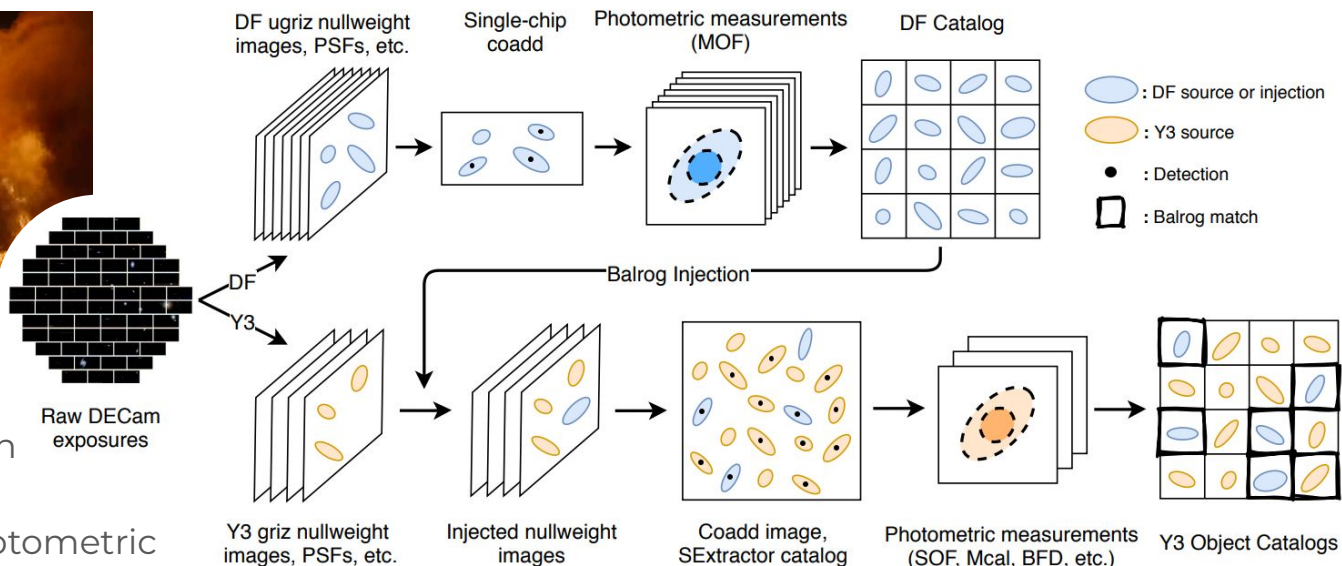 DF ugriz nullweight
images, PSFs, etc.
Single-chip
coadd
Photometric measurements
(MOF)
DF Catalog
: DF source or injection
: Y3 source
: Detection
: Balrog match
Balrog Injection
DF
Y3
Raw DECam
exposures
Y3 griz nullweight
images, PSFs, etc.
Injected nullweight
images
Coadd image,
SExtractor catalog
Photometric measurements
(SOF, Mcal, BFD, etc.)
Y3 Object Catalogs